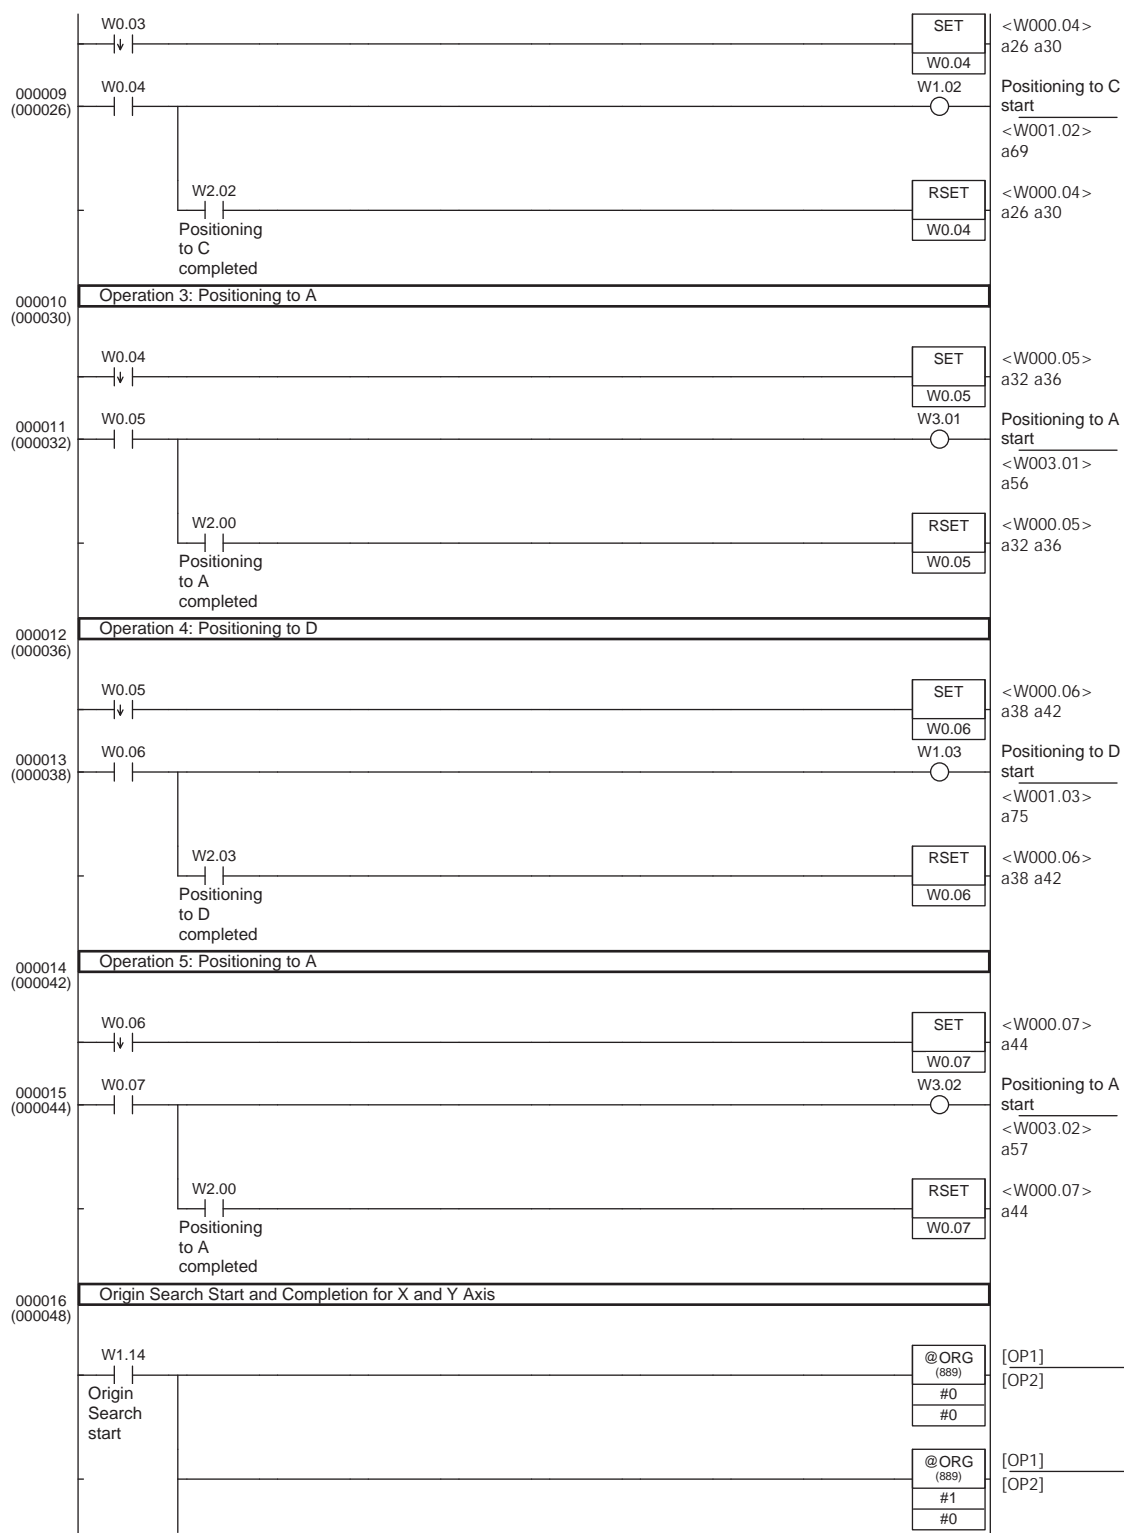 W0.03 SET <W000.04>
a26 a30
W0.04
000009 W0.04 W1.02 Positioning to C
(000026) start
<W001.02>
a69
W2.02 RSET <W000.04>
a26 a30
Positioning W0.04
to C
completed
000010 Operation 3: Positioning to A
(000030)
W0.04 SET <W000.05>
a32 a36
W0.05
000011 W0.05 W3.01 Positioning to A
(000032) start
<W003.01>
a56
W2.00 RSET <W000.05>
a32 a36
Positioning W0.05
to A
completed
000012 Operation 4: Positioning to D
(000036)
W0.05 SET <W000.06>
a38 a42
W0.06
000013 W0.06 W1.03 Positioning to D
(000038) start
<W001.03>
a75
W2.03 RSET <W000.06>
a38 a42
Positioning W0.06
to D
completed
000014 Operation 5: Positioning to A
(000042)
W0.06 SET <W000.07>
a44
W0.07
000015 W0.07 W3.02 Positioning to A
(000044) start
<W003.02>
a57
W2.00 RSET <W000.07>
a44
Positioning W0.07
to A
completed
000016 Origin Search Start and Completion for X and Y Axis
(000048)
W1.14 @ORG [OP1]
(889)
Origin #0 [OP2]
Search #0
start
@ORG [OP1]
(889) [OP2]
#1
#0